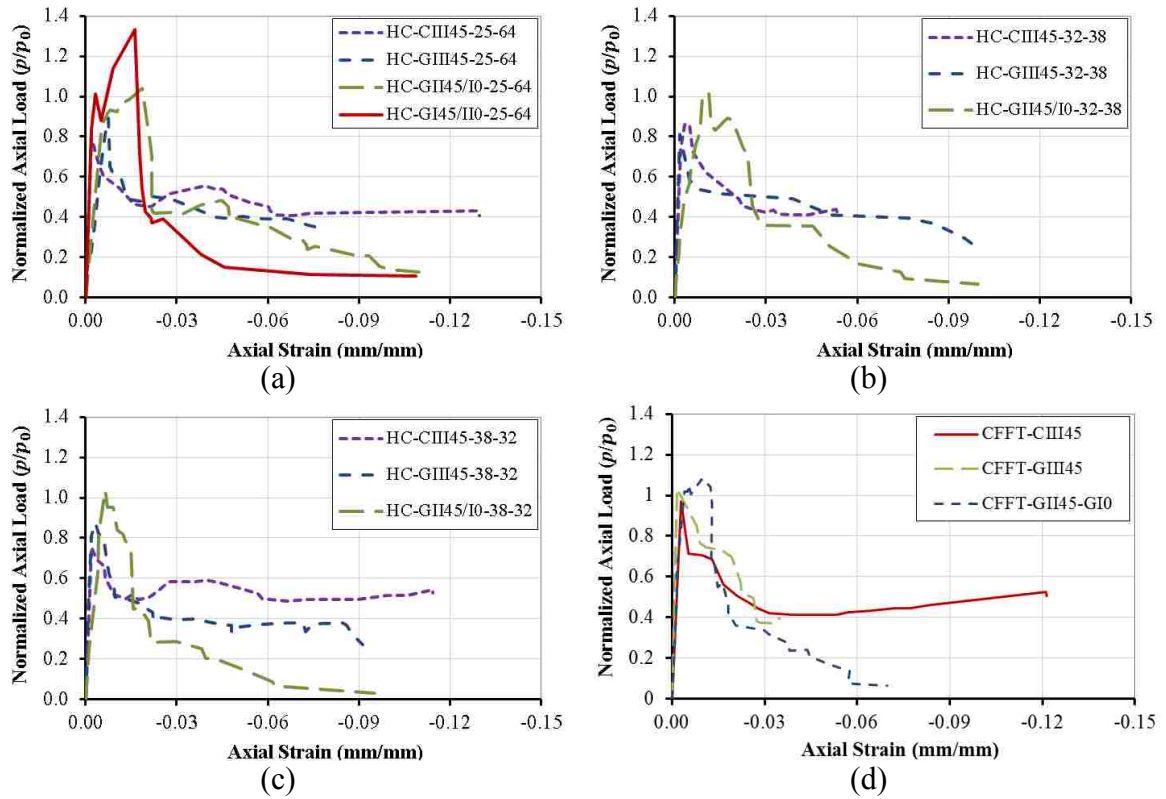 Normalized Axial Load (p/p0)
1.4
1.2
1.0
0.8
0.6
0.4
0.2
0.0
HC-CIII45-25-64
HC-GIII45-25-64
HC-GII45/I0-25-64
HC-GI45/II0-25-64
0.00 -0.03 -0.06 -0.09 -0.12 -0.15
Axial Strain (mm/mm)
(a)
Normalized Axial Load (p/p0)
1.4
1.2
1.0
0.8
0.6
0.4
0.2
0.0
HC-CIII45-32-38
HC-GIII45-32-38
HC-GII45/I0-32-38
0.00 -0.03 -0.06 -0.09 -0.12 -0.15
Axial Strain (mm/mm)
(b)
Normalized Axial Load (p/p0)
1.4
1.2
1.0
0.8
0.6
0.4
0.2
0.0
HC-CIII45-38-32
HC-GIII45-38-32
HC-GII45/I0-38-32
0.00 -0.03 -0.06 -0.09 -0.12 -0.15
Axial Strain (mm/mm)
(c)
Normalized Axial Load (p/p0)
1.4
1.2
1
0.8
0.6
0.4
0.2
0
CFFT-CIII45
CFFT-GIII45
CFFT-GII45-GI0
0.00 -0.03 -0.06 -0.09 -0.12 -0.15
Axial Strain (mm/mm)
(d)